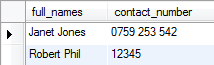 full_names contact_number
Janet Jones 0759 253 542
Robert Phil 12345